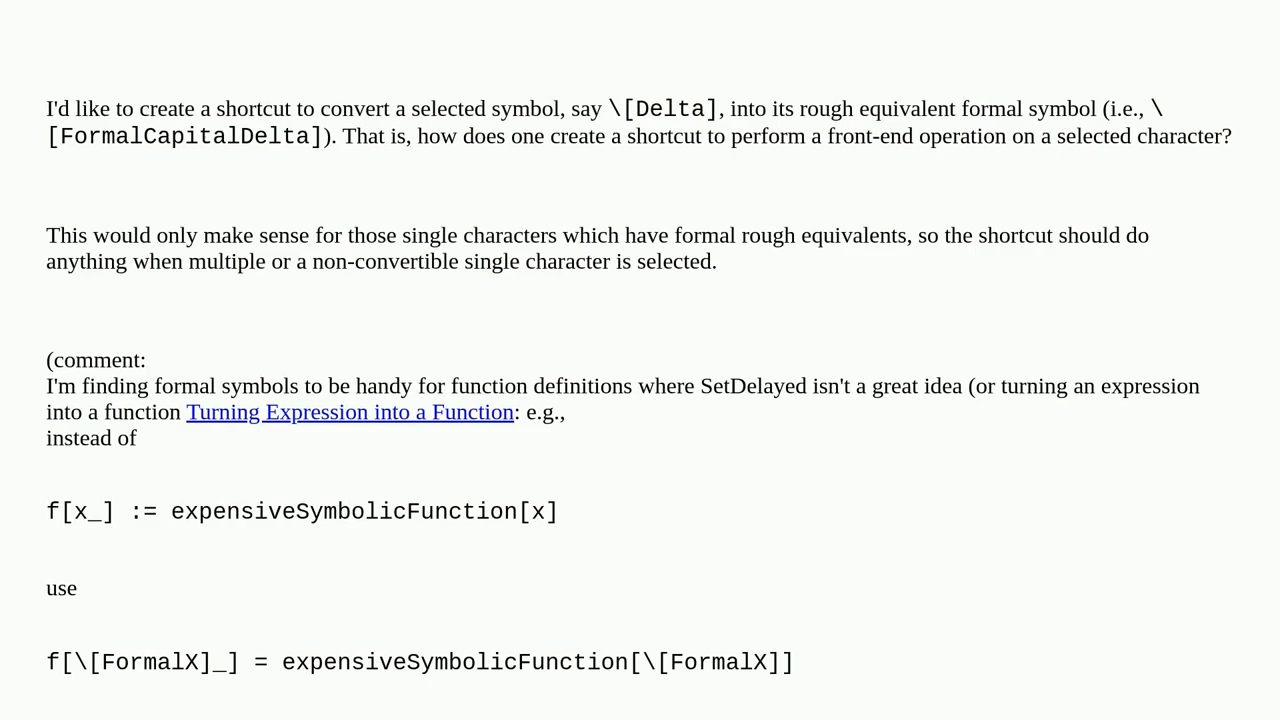 I'd like to create a shortcut to convert a selected symbol, say \[Delta], into its rough equivalent formal symbol (i.e., \
[FormalCapitalDelta]). That is, how does one create a shortcut to perform a front-end operation on a selected character?
This would only make sense for those single characters which have formal rough equivalents, so the shortcut should do
anything when multiple or a non-convertible single character is selected.
(comment:
I'm finding formal symbols to be handy for function definitions where SetDelayed isn't a great idea (or turning an expression
into a function Turning Expression into a Function: e.g.,
instead of
f[x_] := expensiveSymbolicFunction[x]
use
f[\[FormalX]_] = expensiveSymbolicFunction[\[FormalX]]